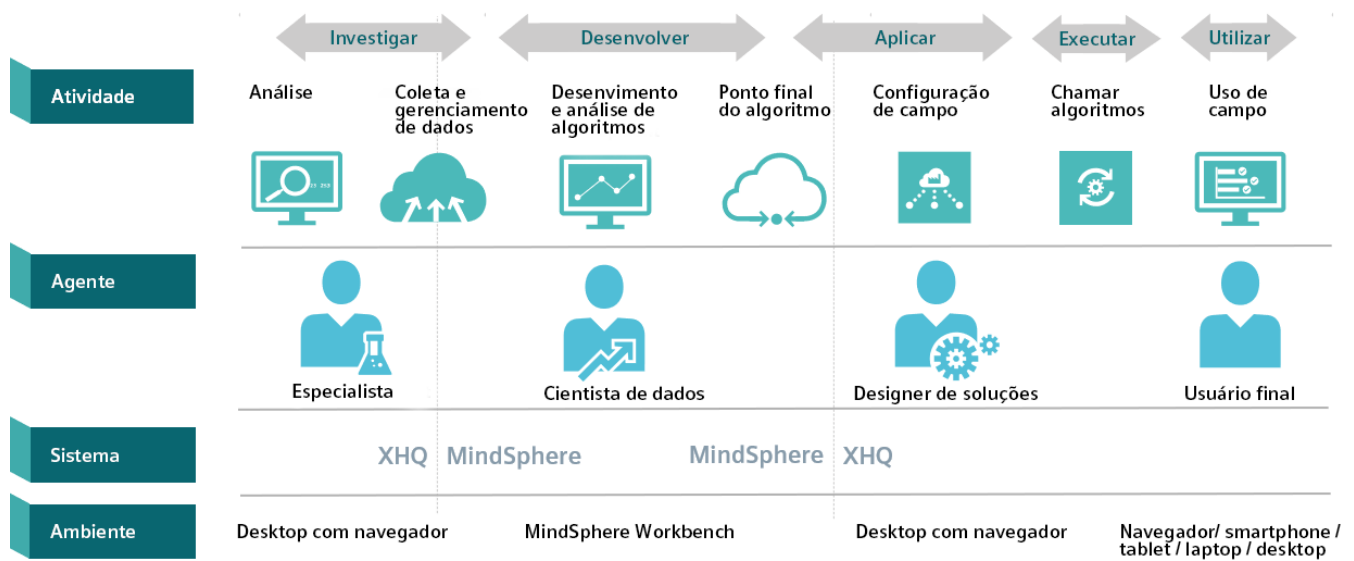 Investigar
Desenvolver
Aplicar
Executar
Utilizar
Atividade
Análise
Coleta e
gerenciamento
de dados
Desenvimento
e análise de
algoritmos
Ponto final
do algoritmo
Configuração
de campo
Chamar
algoritmos
Uso de
campo
Agente
Especialista
Cientista de dados
Designer de soluções
Usuário final
Sistema
XHQ
MindSphere
MindSphere
XHQ
Ambiente
Desktop com navegador
MindSphere Workbench
Desktop com navegador
Navegador/ smartphone /
tablet / laptop / desktop